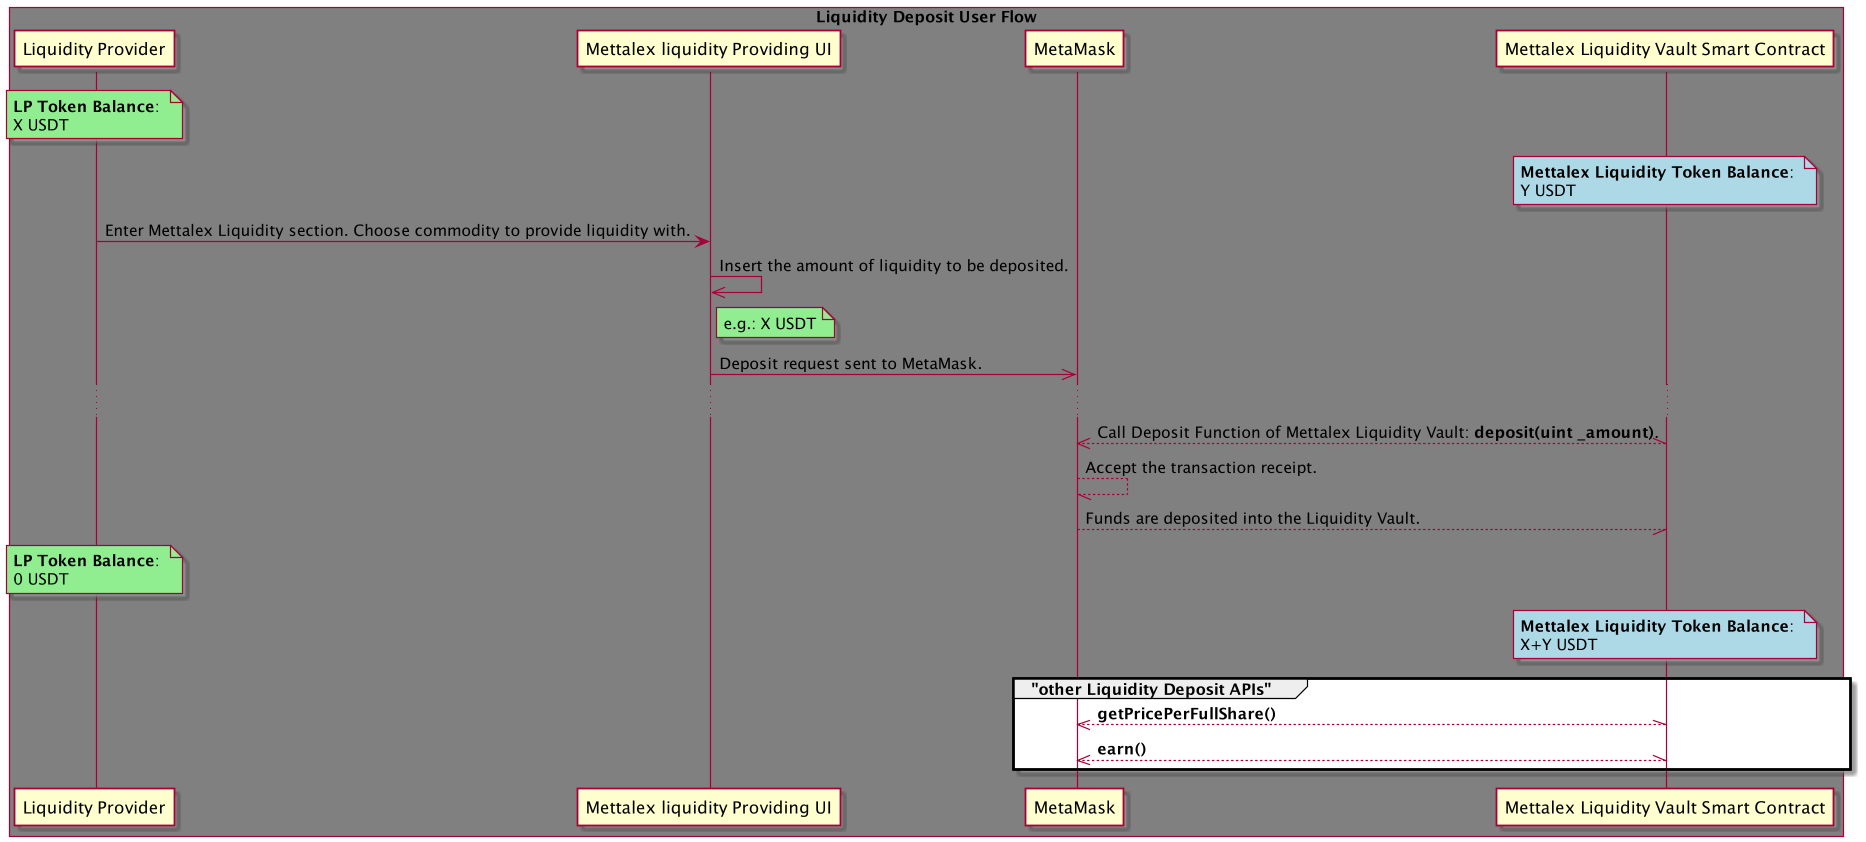 Liquidity Deposit User Flow
Liquidity Provider
Mettalex liquidity Providing UI
MetaMask
Mettalex Liquidity Vault Smart Contract
LP Token Balance:
X USDT
Mettalex Liquidity Token Balance:
Y USDT
Enter Mettalex Liquidity section. Choose commodity to provide liquidity with.
Insert the amount of liquidity to be deposited.
e.g.: X USDT
Deposit request sent to MetaMask.
Call Deposit Function of Mettalex Liquidity Vault: deposit(uint _amount).
Accept the transaction receipt.
Funds are deposited into the Liquidity Vault.
LP Token Balance:
0 USDT
Mettalex Liquidity Token Balance:
X+Y USDT
"other Liquidity Deposit APIs"
getPricePerFullShare()
earn()
Liquidity Provider
Mettalex liquidity Providing UI
MetaMask
Mettalex Liquidity Vault Smart Contract